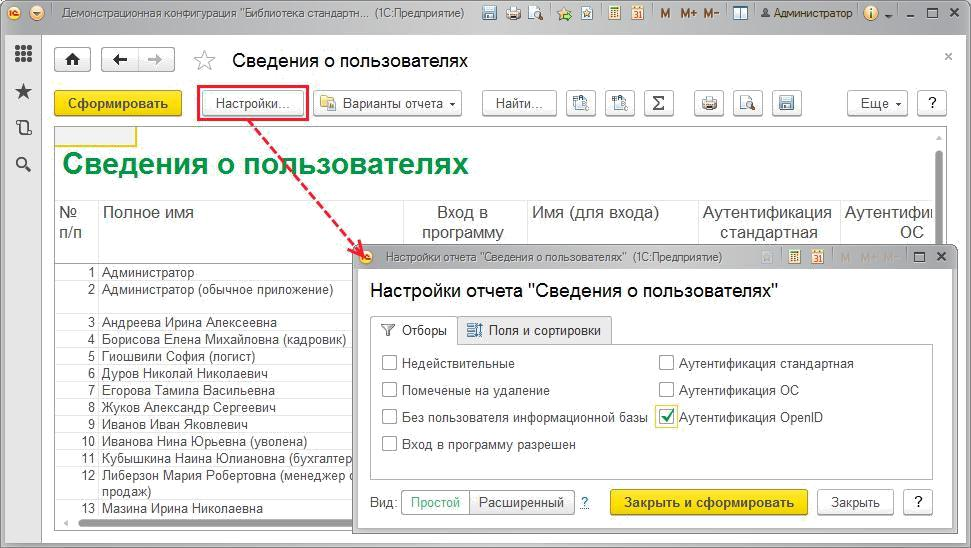 Демонстрационная конфигурация "Библиотека стандартн... (1С:Предприятие)
M M+ M-
Администратор
Сведения о пользователях
Сформировать
Настройки...
Варианты отчета
Найти...
Σ
Еще
?
Сведения о пользователях
№ п/п
Полное имя
Вход в программу
Имя (для входа)
Аутентификация стандартная
Аутентифи ОС
1 Администратор
2 Администратор (обычное приложение)
3 Андреева Ирина Алексеевна
4 Борисова Елена Михайловна (кадровик)
5 Гиошвили София (логист)
6 Дуров Николай Николаевич
7 Егорова Тамила Васильевна
8 Жуков Александр Сергеевич
9 Иванов Иван Яковлевич
10 Иванова Нина Юрьевна (уволена)
11 Кубышкина Наина Юлиановна (бухгалтер
12 Либерзон Мария Робертовна (менеджер
продаж)
13 Мазина Ирина Николаевна
Настройки отчета "Сведения о пользователях" (1С:Предприятие)
31
M M+ M-
Настройки отчета "Сведения о пользователях"
Отборы
Поля и сортировки
Недействительные
Помеченые на удаление
Без пользователя информационной базы
Вход в программу разрешен
Аутентификация стандартная
Аутентификация ОС
Аутентификация OpenID
Вид: Простой Расширенный ?
Закрыть и сформировать
Закрыть
?